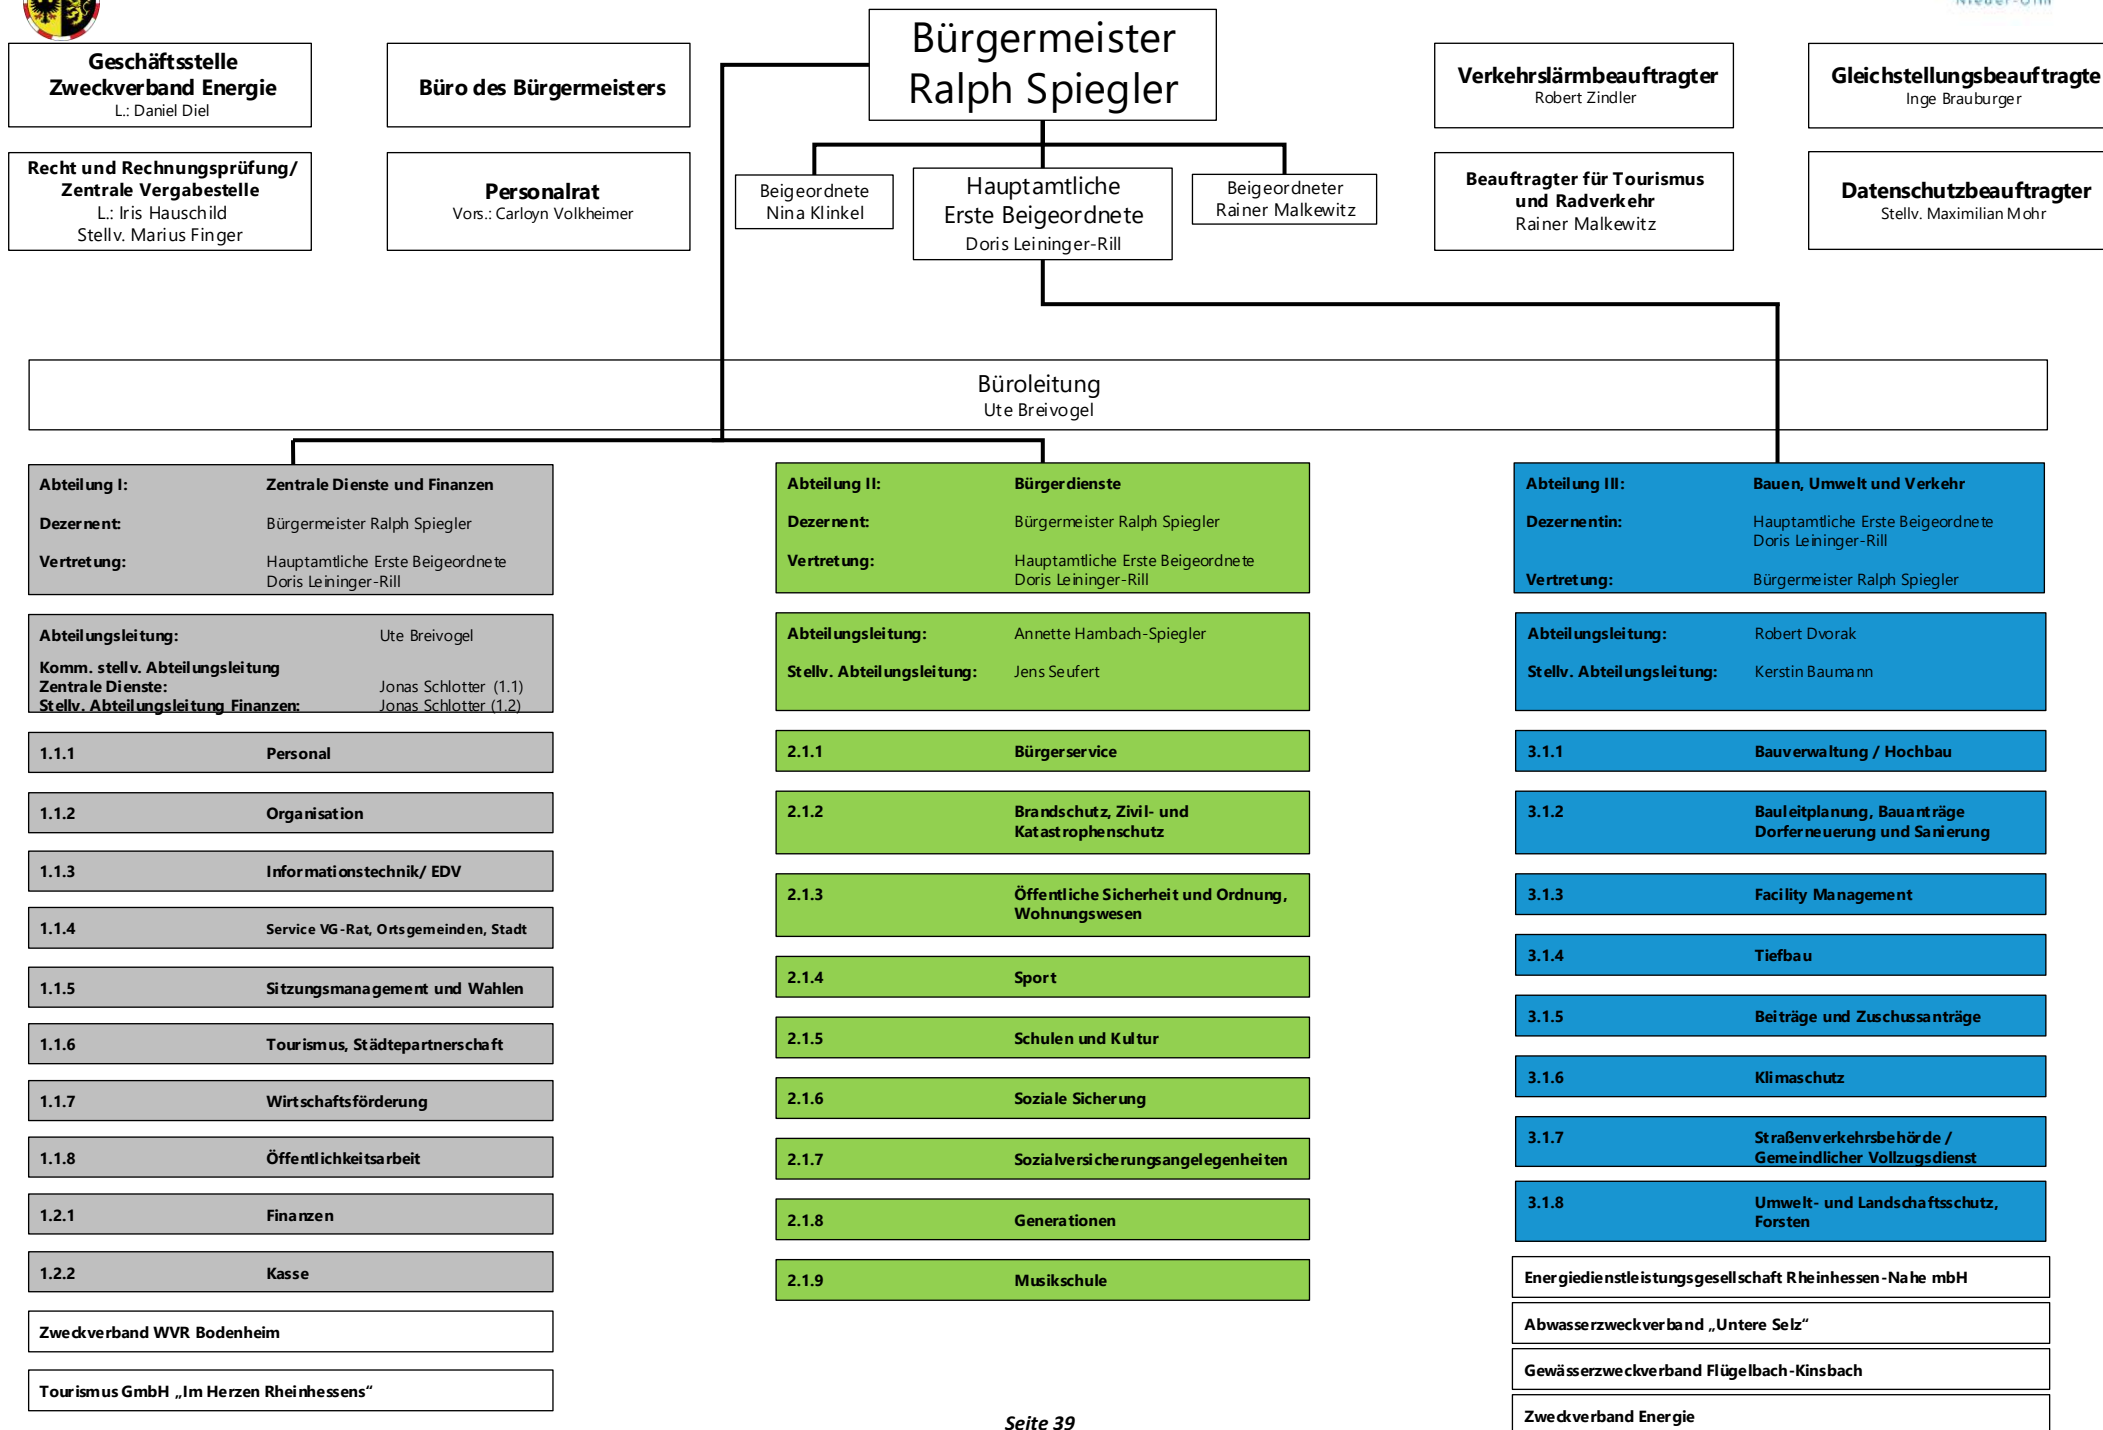 Nieder-Olm
Geschäftsstelle
Zweckverband Energie
L.: Daniel Diel
Büro des Bürgermeisters
Bürgermeister
Ralph Spiegler
Verkehrslärmbeauftragter
Robert Zindler
Gleichstellungsbeauftragte
Inge Brauburger
Recht und Rechnungsprüfung/
Zentrale Vergabestelle
L.: Iris Hauschild
Stellv. Marius Finger
Personalrat
Vors.: Carloyn Volkheimer
Beigeordnete
Nina Klinkel
Hauptamtliche
Erste Beigeordnete
Doris Leininger-Rill
Beigeordneter
Rainer Malkewitz
Beauftragter für Tourismus
und Radverkehr
Rainer Malkewitz
Datenschutzbeauftragter
Stellv. Maximilian Mohr
Büroleitung
Ute Breivogel
Abteilung I: Zentrale Dienste und Finanzen
Dezernent: Bürgermeister Ralph Spiegler
Vertretung: Hauptamtliche Erste Beigeordnete
Doris Leininger-Rill
Abteilungsleitung: Ute Breivogel
Komm. stellv. Abteilungsleitung
Zentrale Dienste: Jonas Schlotter (1.1)
Stellv. Abteilungsleitung Finanzen: Jonas Schlotter (1.2)
1.1.1 Personal
1.1.2 Organisation
1.1.3 Informationstechnik/ EDV
1.1.4 Service VG-Rat, Ortsgemeinden, Stadt
1.1.5 Sitzungsmanagement und Wahlen
1.1.6 Tourismus, Städtepartnerschaft
1.1.7 Wirtschaftsförderung
1.1.8 Öffentlichkeitsarbeit
1.2.1 Finanzen
1.2.2 Kasse
Zweckverband WVR Bodenheim
Tourismus GmbH „Im Herzen Rheinhessens“
Abteilung II: Bürgerdienste
Dezernent: Bürgermeister Ralph Spiegler
Vertretung: Hauptamtliche Erste Beigeordnete
Doris Leininger-Rill
Abteilungsleitung: Annette Hambach-Spiegler
Stellv. Abteilungsleitung: Jens Seufert
2.1.1 Bürgerservice
2.1.2 Brandschutz, Zivil- und
Katastrophenschutz
2.1.3 Öffentliche Sicherheit und Ordnung,
Wohnungswesen
2.1.4 Sport
2.1.5 Schulen und Kultur
2.1.6 Soziale Sicherung
2.1.7 Sozialversicherungsangelegenheiten
2.1.8 Generationen
2.1.9 Musikschule
Abteilung III: Bauen, Umwelt und Verkehr
Dezernentin: Hauptamtliche Erste Beigeordnete
Doris Leininger-Rill
Vertretung: Bürgermeister Ralph Spiegler
Abteilungsleitung: Robert Dvorak
Stellv. Abteilungsleitung: Kerstin Baumann
3.1.1 Bauverwaltung / Hochbau
3.1.2 Bauleitplanung, Bauanträge
Dorferneuerung und Sanierung
3.1.3 Facility Management
3.1.4 Tiefbau
3.1.5 Beiträge und Zuschussanträge
3.1.6 Klimaschutz
3.1.7 Straßenverkehrsbehörde /
Gemeindlicher Vollzugsdienst
3.1.8 Umwelt- und Landschaftsschutz,
Forsten
Energiedienstleistungsgesellschaft Rheinhessen-Nahe mbH
Abwasserzweckverband „Untere Selz“
Gewässerzweckverband Flügelbach-Kinsbach
Zweckverband Energie
Seite 39